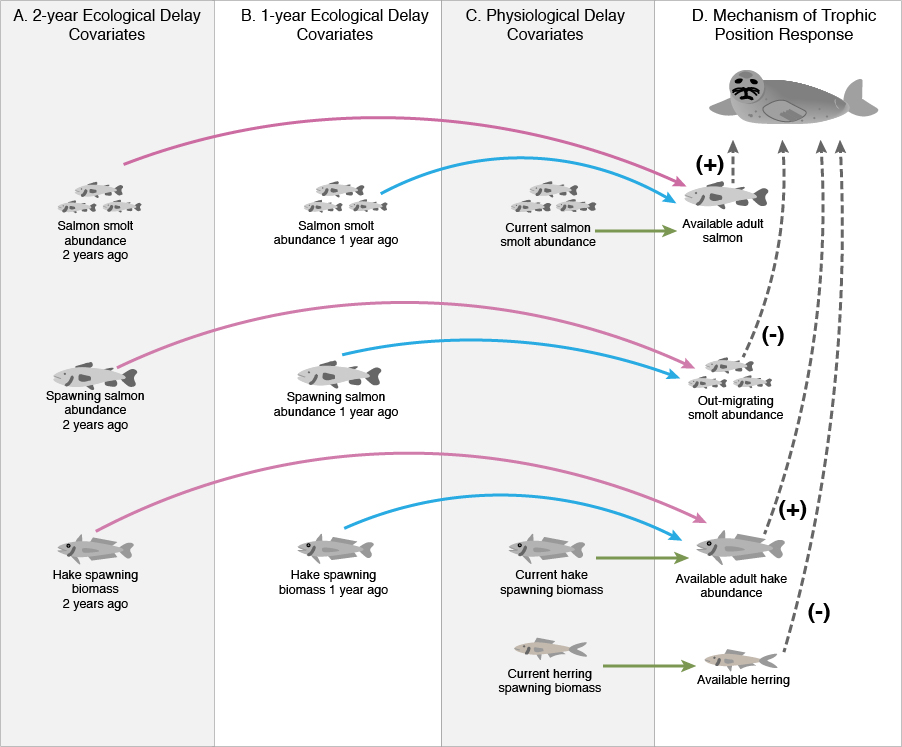 A. 2-year Ecological Delay
Covariates
B. 1-year Ecological Delay
Covariates
C. Physiological Delay
Covariates
D. Mechanism of Trophic
Position Response
(+)
Salmon smolt
abundance
2 years ago
Salmon smolt
abundance 1 year ago
Current salmon
smolt abundance
Available adult
salmon
(-)
Spawning salmon
abundance
2 years ago
Spawning salmon
abundance 1 year ago
Out-migrating
smolt abundance
(+)
Hake spawning
biomass
2 years ago
Hake spawning
biomass 1 year ago
Current hake
spawning biomass
Available adult hake
abundance
(-)
Current herring
spawning biomass
Available herring